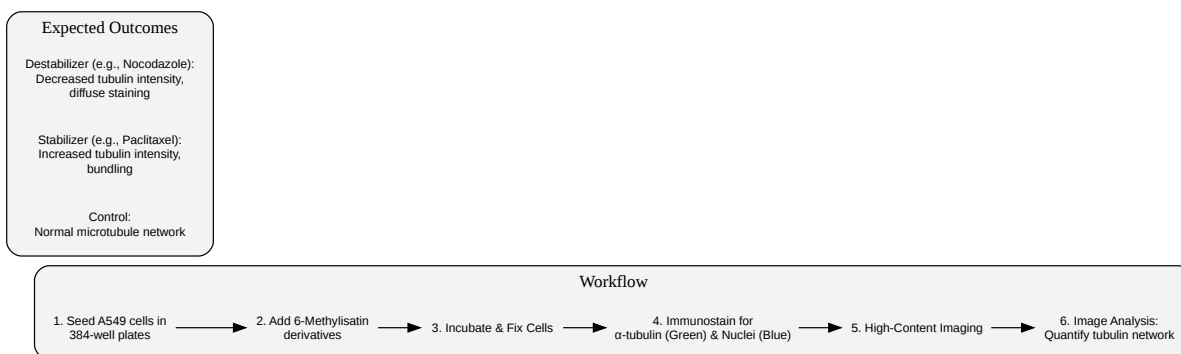 Expected Outcomes
Destabilizer (e.g., Nocodazole):
Decreased tubulin intensity,
diffuse staining
Stabilizer (e.g., Paclitaxel):
Increased tubulin intensity,
bundling
Control:
Normal microtubule network
Workflow
1. Seed A549 cells in
384-well plates
2. Add 6-Methylisatin
derivatives
3. Incubate & Fix Cells
4. Immunostain for
α-tubulin (Green) & Nuclei (Blue)
5. High-Content Imaging
6. Image Analysis:
Quantify tubulin network